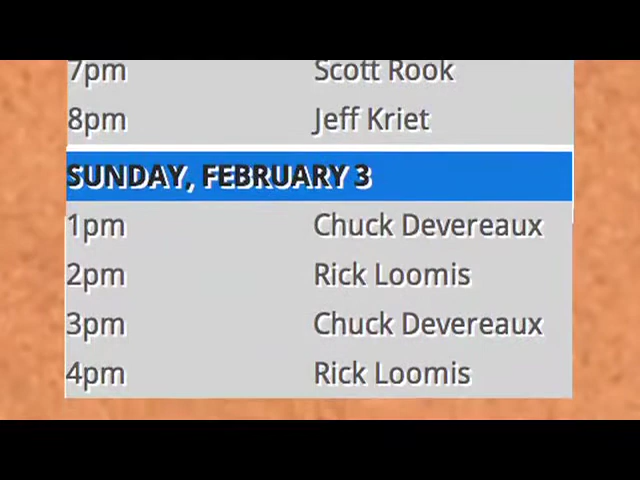 7pm Scott Rook
8pm Jeff Kriet
SUNDAY, FEBRUARY 3
1pm Chuck Devereaux
2pm Rick Loomis
3pm Chuck Devereaux
4pm Rick Loomis